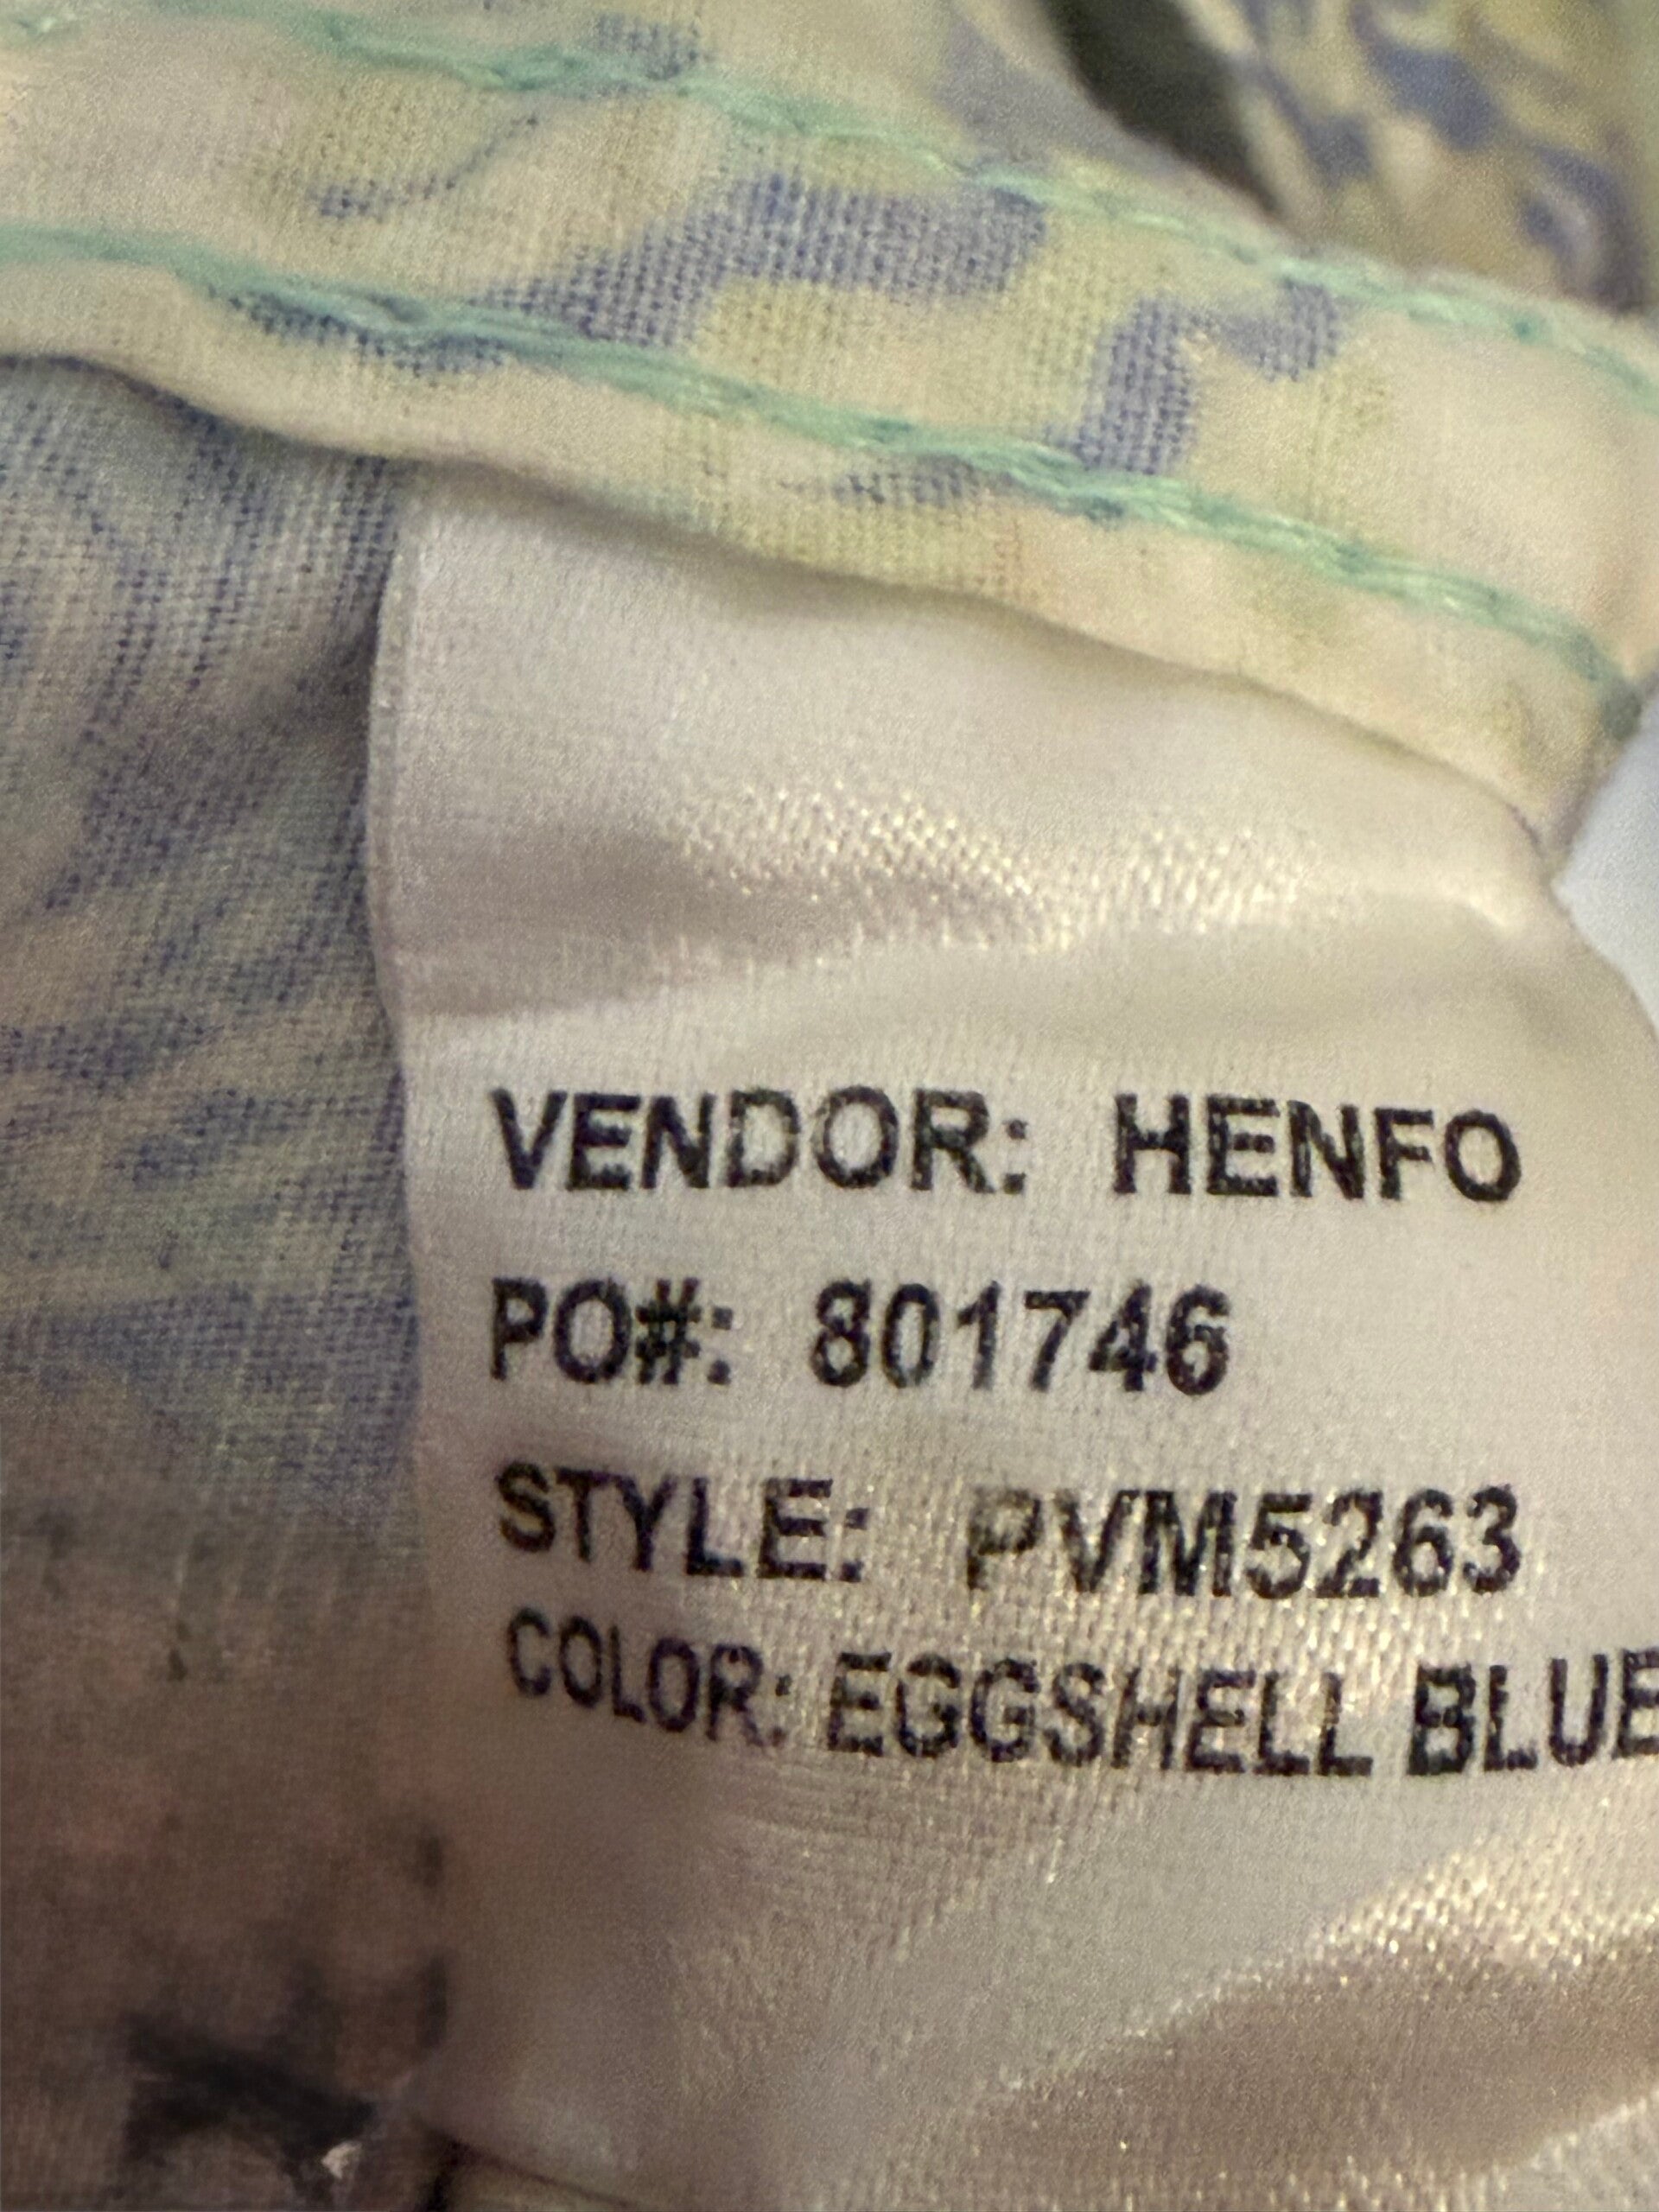 VENDOR: HENFO
PO#: 801746
STYLE: PVM5263
COLOR: EGGSHELL BLUE